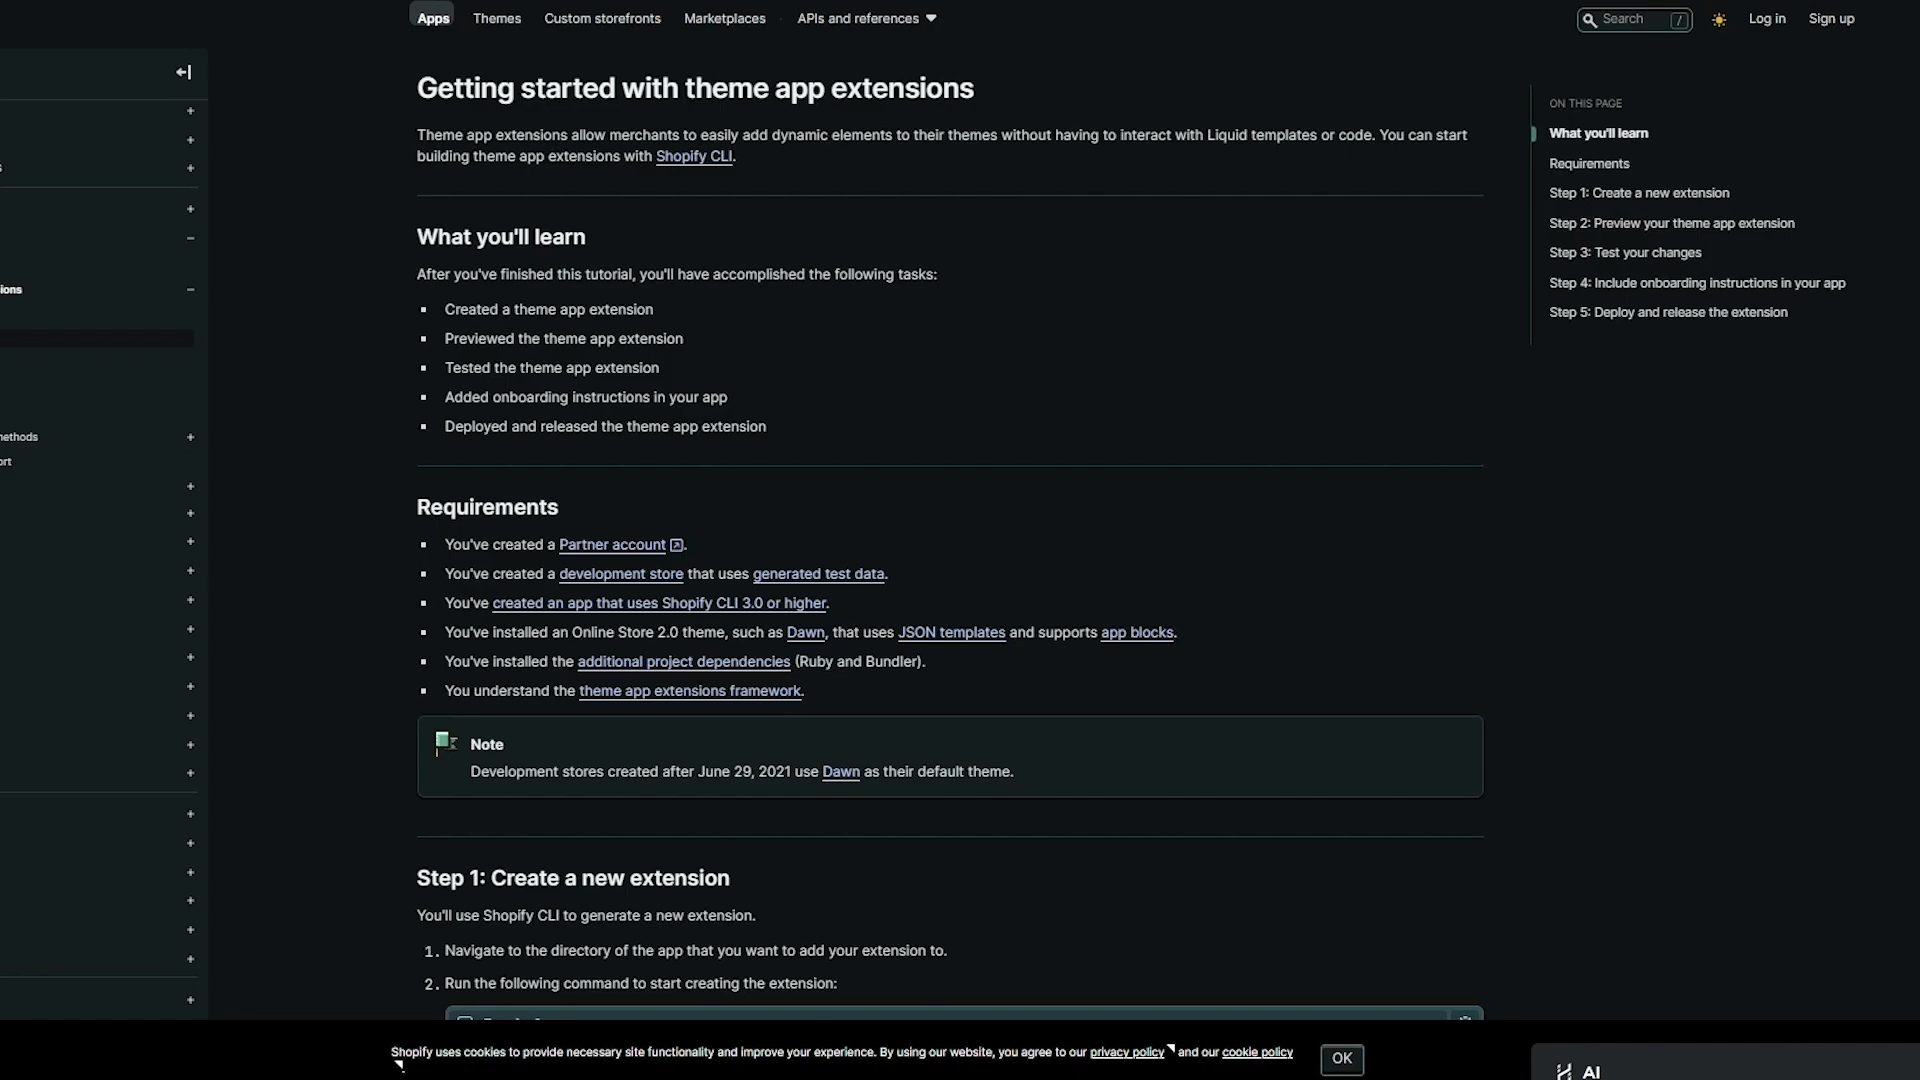 Apps Themes Custom storefronts Marketplaces APIs and references Search / Log in Sign up
ions
nethods
ort
Getting started with theme app extensions
Theme app extensions allow merchants to easily add dynamic elements to their themes without having to interact with Liquid templates or code. You can start
building theme app extensions with Shopify CLI.
What you'll learn
After you've finished this tutorial, you'll have accomplished the following tasks:
Created a theme app extension
Previewed the theme app extension
Tested the theme app extension
Added onboarding instructions in your app
Deployed and released the theme app extension
Requirements
You've created a Partner account.
You've created a development store that uses generated test data.
You've created an app that uses Shopify CLI 3.0 or higher.
You've installed an Online Store 2.0 theme, such as Dawn, that uses JSON templates and supports app blocks.
You've installed the additional project dependencies (Ruby and Bundler).
You understand the theme app extensions framework.
Note
Development stores created after June 29, 2021 use Dawn as their default theme.
Step 1: Create a new extension
You'll use Shopify CLI to generate a new extension.
1. Navigate to the directory of the app that you want to add your extension to.
2. Run the following command to start creating the extension:
ON THIS PAGE
What you'll learn
Requirements
Step 1: Create a new extension
Step 2: Preview your theme app extension
Step 3: Test your changes
Step 4: Include onboarding instructions in your app
Step 5: Deploy and release the extension
Shopify uses cookies to provide necessary site functionality and improve your experience. By using our website, you agree to our privacy policy and our cookie policy
.
OK
AI